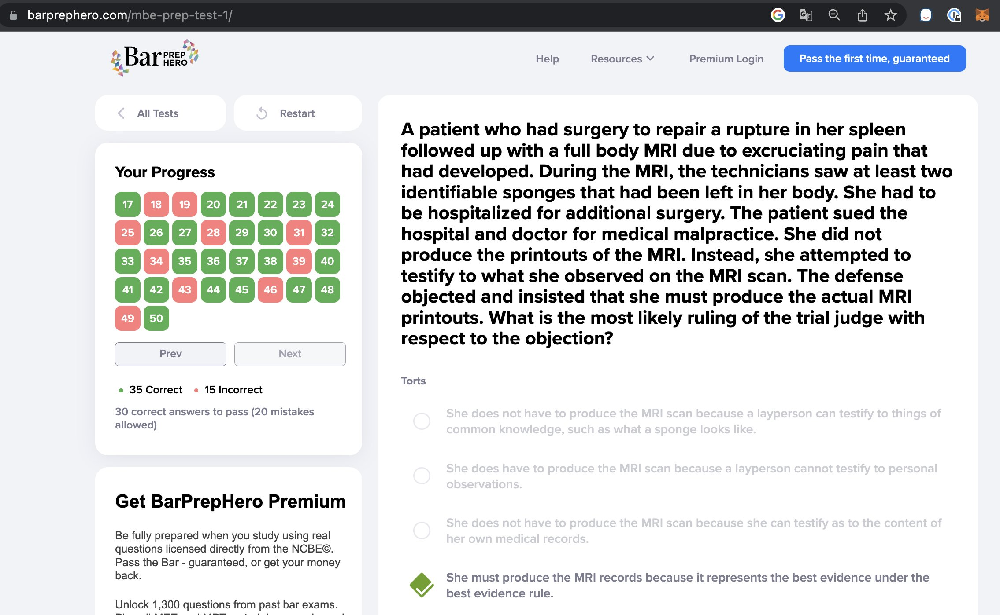 barprephero.com/mbe-prep-test-1/
Bar PREP HERO
Help
Resources
Premium Login
Pass the first time, guaranteed
All Tests
Restart
Your Progress
17 18 19 20 21 22 23 24
25 26 27 28 29 30 31 32
33 34 35 36 37 38 39 40
41 42 43 44 45 46 47 48
49 50
Prev
Next
35 Correct
15 Incorrect
30 correct answers to pass (20 mistakes
allowed)
Get BarPrepHero Premium
Be fully prepared when you study using real
questions licensed directly from the NCBE©.
Pass the Bar - guaranteed, or get your money
back.
Unlock 1,300 questions from past bar exams.
A patient who had surgery to repair a rupture in her spleen
followed up with a full body MRI due to excruciating pain that
had developed. During the MRI, the technicians saw at least two
identifiable sponges that had been left in her body. She had to
be hospitalized for additional surgery. The patient sued the
hospital and doctor for medical malpractice. She did not
produce the printouts of the MRI. Instead, she attempted to
testify to what she observed on the MRI scan. The defense
objected and insisted that she must produce the actual MRI
printouts. What is the most likely ruling of the trial judge with
respect to the objection?
Torts
She does not have to produce the MRI scan because a layperson can testify to things of
common knowledge, such as what a sponge looks like.
She does have to produce the MRI scan because a layperson cannot testify to personal
observations.
She does not have to produce the MRI scan because she can testify as to the content of
her own medical records.
She must produce the MRI records because it represents the best evidence under the
best evidence rule.